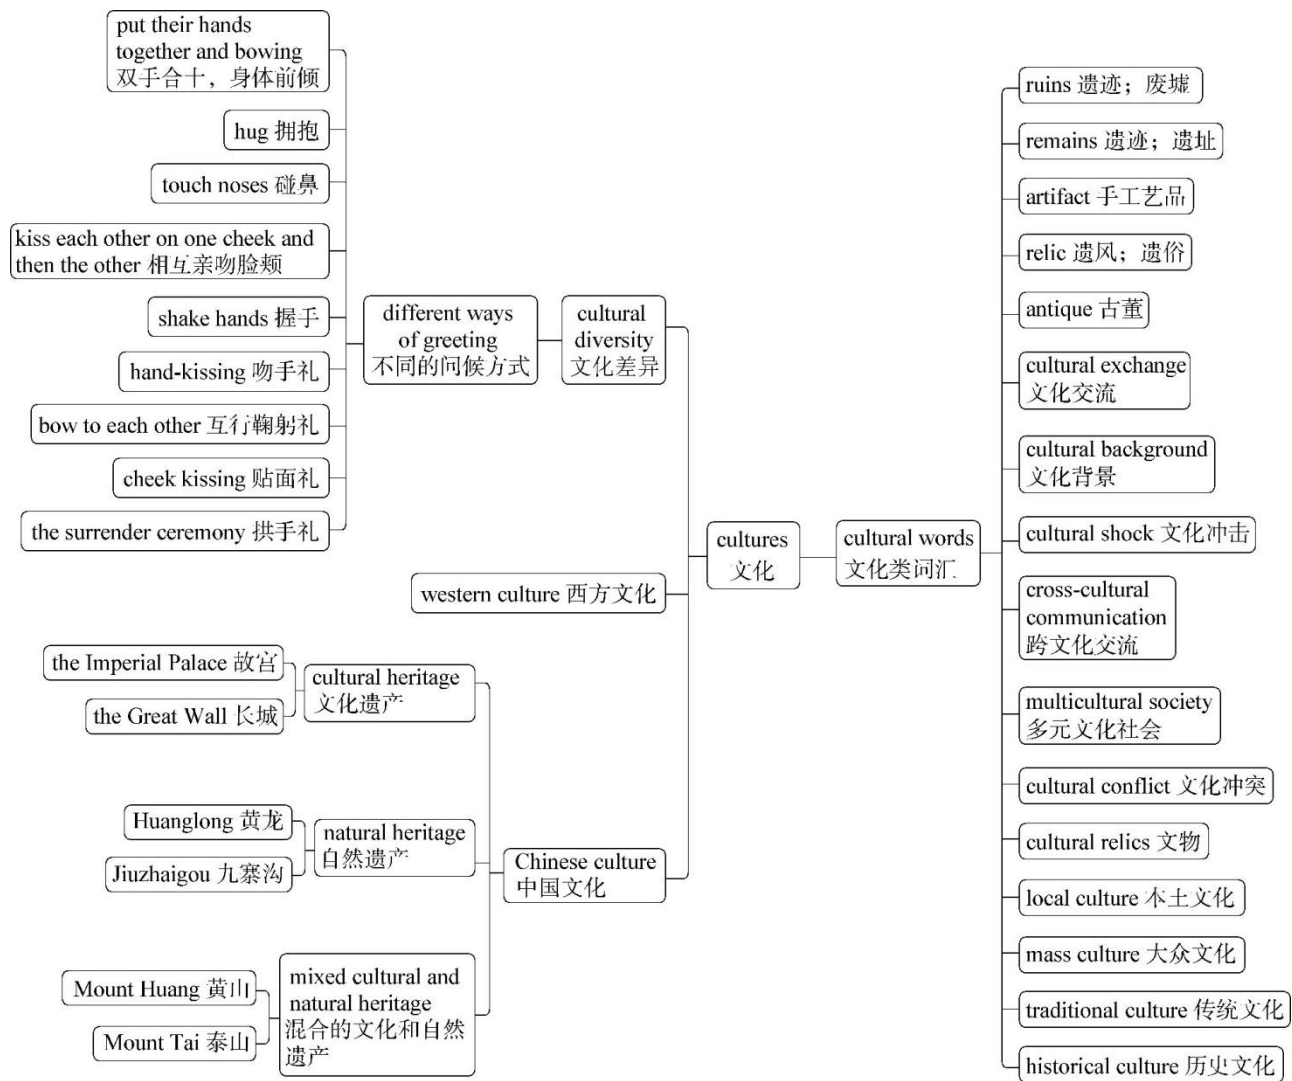 put their hands
together and bowing
双手合十，身体前倾
hug 拥抱
touch noses 碰鼻
kiss each other on one cheek and
then the other 相互亲吻脸颊
shake hands 握手
hand-kissing 吻手礼
bow to each other 互行鞠躬礼
cheek kissing 贴面礼
the surrender ceremony 拱手礼
different ways
of greeting
不同的问候方式
cultural
diversity
文化差异
western culture 西方文化
the Imperial Palace 故宫
the Great Wall 长城
cultural heritage
文化遗产
Huanglong 黄龙
Jiuzhaigou 九寨沟
natural heritage
自然遗产
Mount Huang 黄山
Mount Tai 泰山
mixed cultural and
natural heritage
混合的文化和自然
遗产
Chinese culture
中国文化
cultures
文化
cultural words
文化类词汇
ruins 遗迹；废墟
remains 遗迹；遗址
artifact 手工艺品
relic 遗风；遗俗
antique 古董
cultural exchange
文化交流
cultural background
文化背景
cultural shock 文化冲击
cross-cultural
communication
跨文化交流
multicultural society
多元文化社会
cultural conflict 文化冲突
cultural relics 文物
local culture 本土文化
mass culture 大众文化
traditional culture 传统文化
historical culture 历史文化